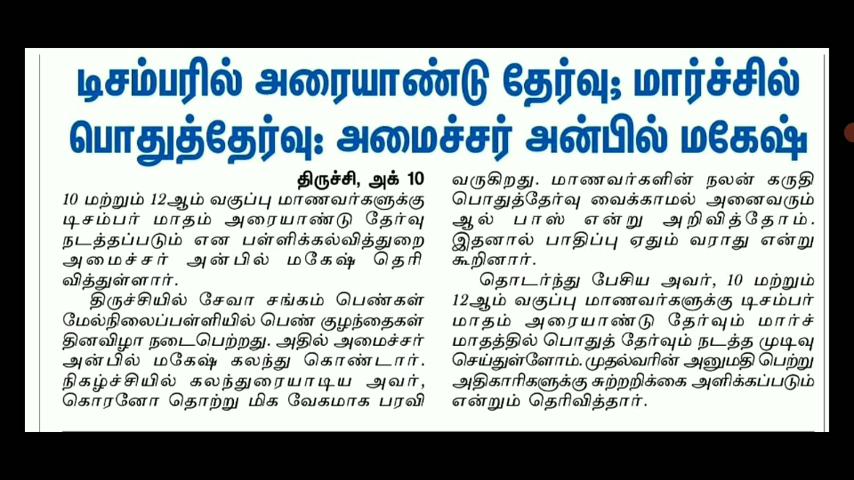 டிசம்பரில் அரையாண்டு தேர்வு; மார்ச்சில்
பொதுத்தேர்வு: அமைச்சர் அன்பில் மகேஷ்
திருச்சி, அக் 10
10 மற்றும் 12ஆம் வகுப்பு மாணவர்களுக்கு
டிசம்பர் மாதம் அரையாண்டு தேர்வு
நடத்தப்படும் என பள்ளிக்கல்வித்துறை
அமைச்சர் அன்பில் மகேஷ் தெரி
வித்துள்ளார்.
திருச்சியில் சேவா சங்கம் பெண்கள்
மேல்நிலைப்பள்ளியில் பெண் குழந்தைகள்
தினவிழா நடைபெற்றது. அதில் அமைச்சர்
அன்பில் மகேஷ் கலந்து கொண்டார்.
நிகழ்ச்சியில் கலந்துரையாடிய அவர்,
கொரனோ தொற்று மிக வேகமாக பரவி
வருகிறது. மாணவர்களின் நலன் கருதி
பொதுத்தேர்வு வைக்காமல் அனைவரும்
ஆல் பாஸ் என்று அறிவித்தோம்.
இதனால் பாதிப்பு ஏதும் வராது என்று
கூறினார்.
தொடர்ந்து பேசிய அவர், 10 மற்றும்
12ஆம் வகுப்பு மாணவர்களுக்கு டிசம்பர்
மாதம் அரையாண்டு தேர்வும் மார்ச்
மாதத்தில் பொதுத் தேர்வும் நடத்த முடிவு
செய்துள்ளோம். முதல்வரின் அனுமதி பெற்று
அதிகாரிகளுக்கு சுற்றறிக்கை அளிக்கப்படும்
என்றும் தெரிவித்தார்.